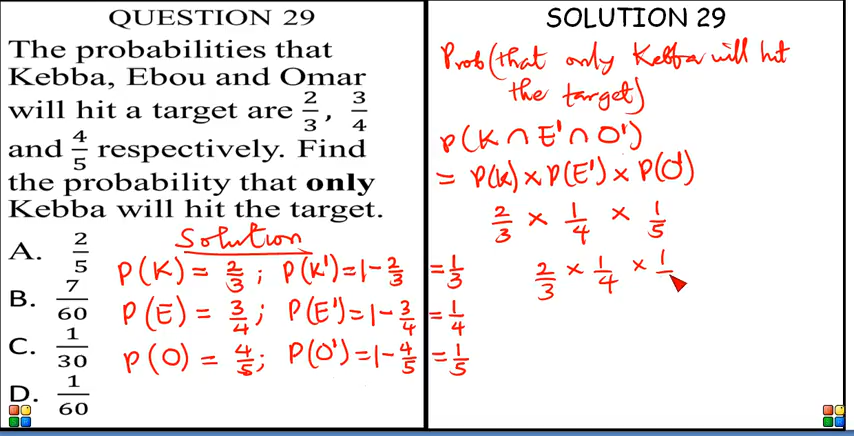 QUESTION 29
The probabilities that
Kebba, Ebou and Omar
will hit a target are 2/3, 3/4
and 4/5 respectively. Find
the probability that only
Kebba will hit the target.
A. 2/5
B. 7/60
C. 1/30
D. 1/60
Solution
P(K) = 2/3 ; P(K') = 1 - 2/3 = 1/3
P(E) = 3/4 ; P(E') = 1 - 3/4 = 1/4
P(O) = 4/5 ; P(O') = 1 - 4/5 = 1/5
SOLUTION 29
Prob(that only Kebba will hit
the target)
P(K ∩ E' ∩ O')
= P(K) × P(E') × P(O')
2/3 × 1/4 × 1/5
2/3 × 1/4 × 1/